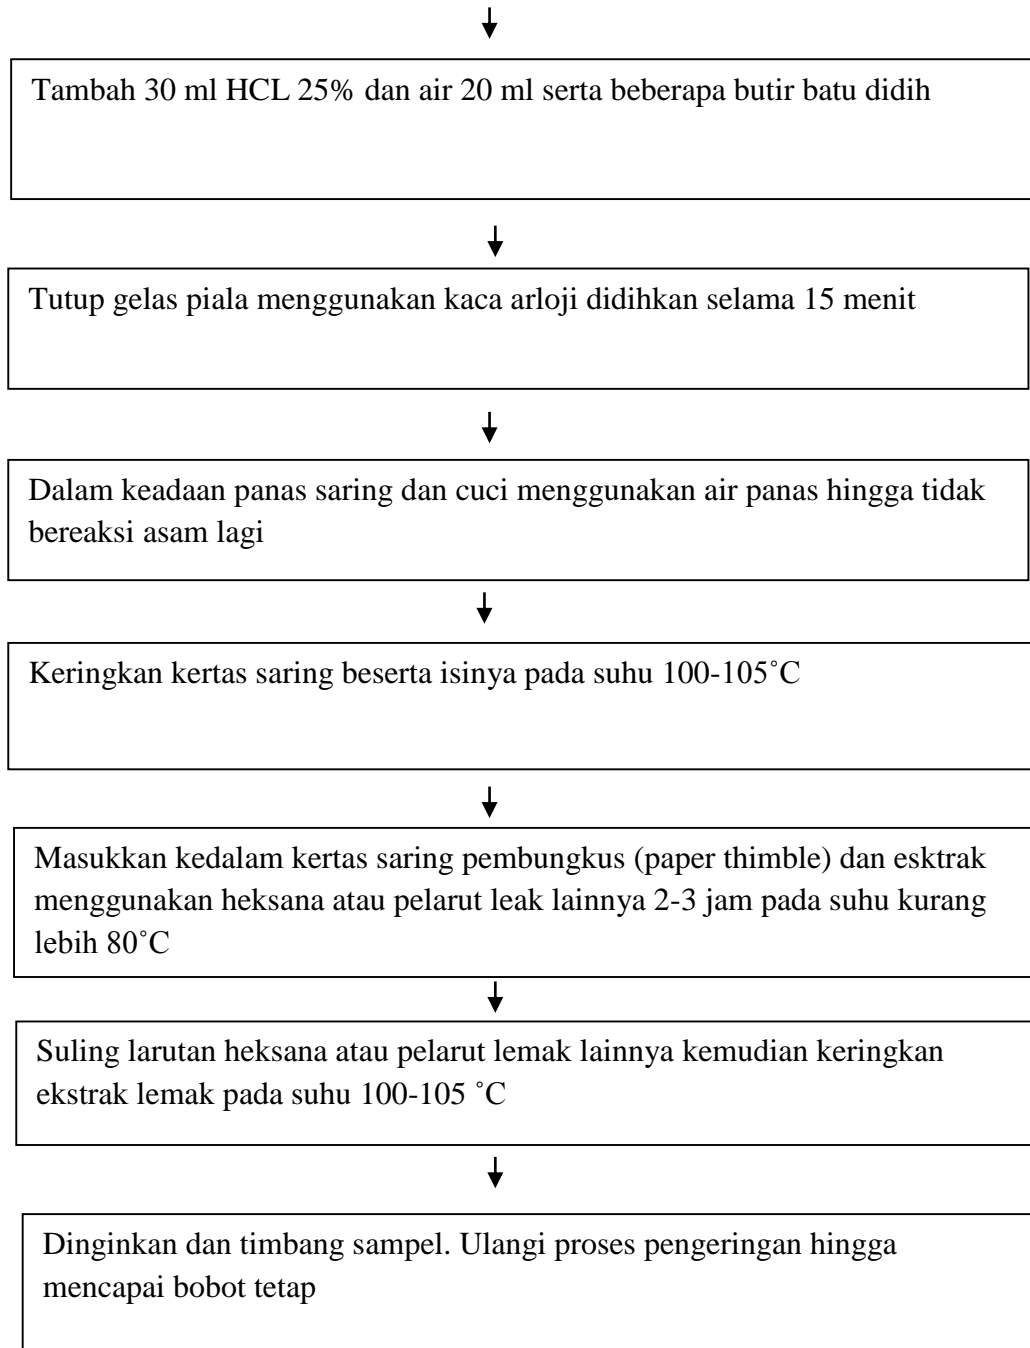 Tambah 30 ml HCL 25% dan air 20 ml serta beberapa butir batu didih
Tutup gelas piala menggunakan kaca arloji didihkan selama 15 menit
Dalam keadaan panas saring dan cuci menggunakan air panas hingga tidak
bereaksi asam lagi
Keringkan kertas saring beserta isinya pada suhu 100-105˚C
Masukkan kedalam kertas saring pembungkus (paper thimble) dan esktrak
menggunakan heksana atau pelarut leak lainnya 2-3 jam pada suhu kurang
lebih 80˚C
Suling larutan heksana atau pelarut lemak lainnya kemudian keringkan
ekstrak lemak pada suhu 100-105 ˚C
Dinginkan dan timbang sampel. Ulangi proses pengeringan hingga
mencapai bobot tetap